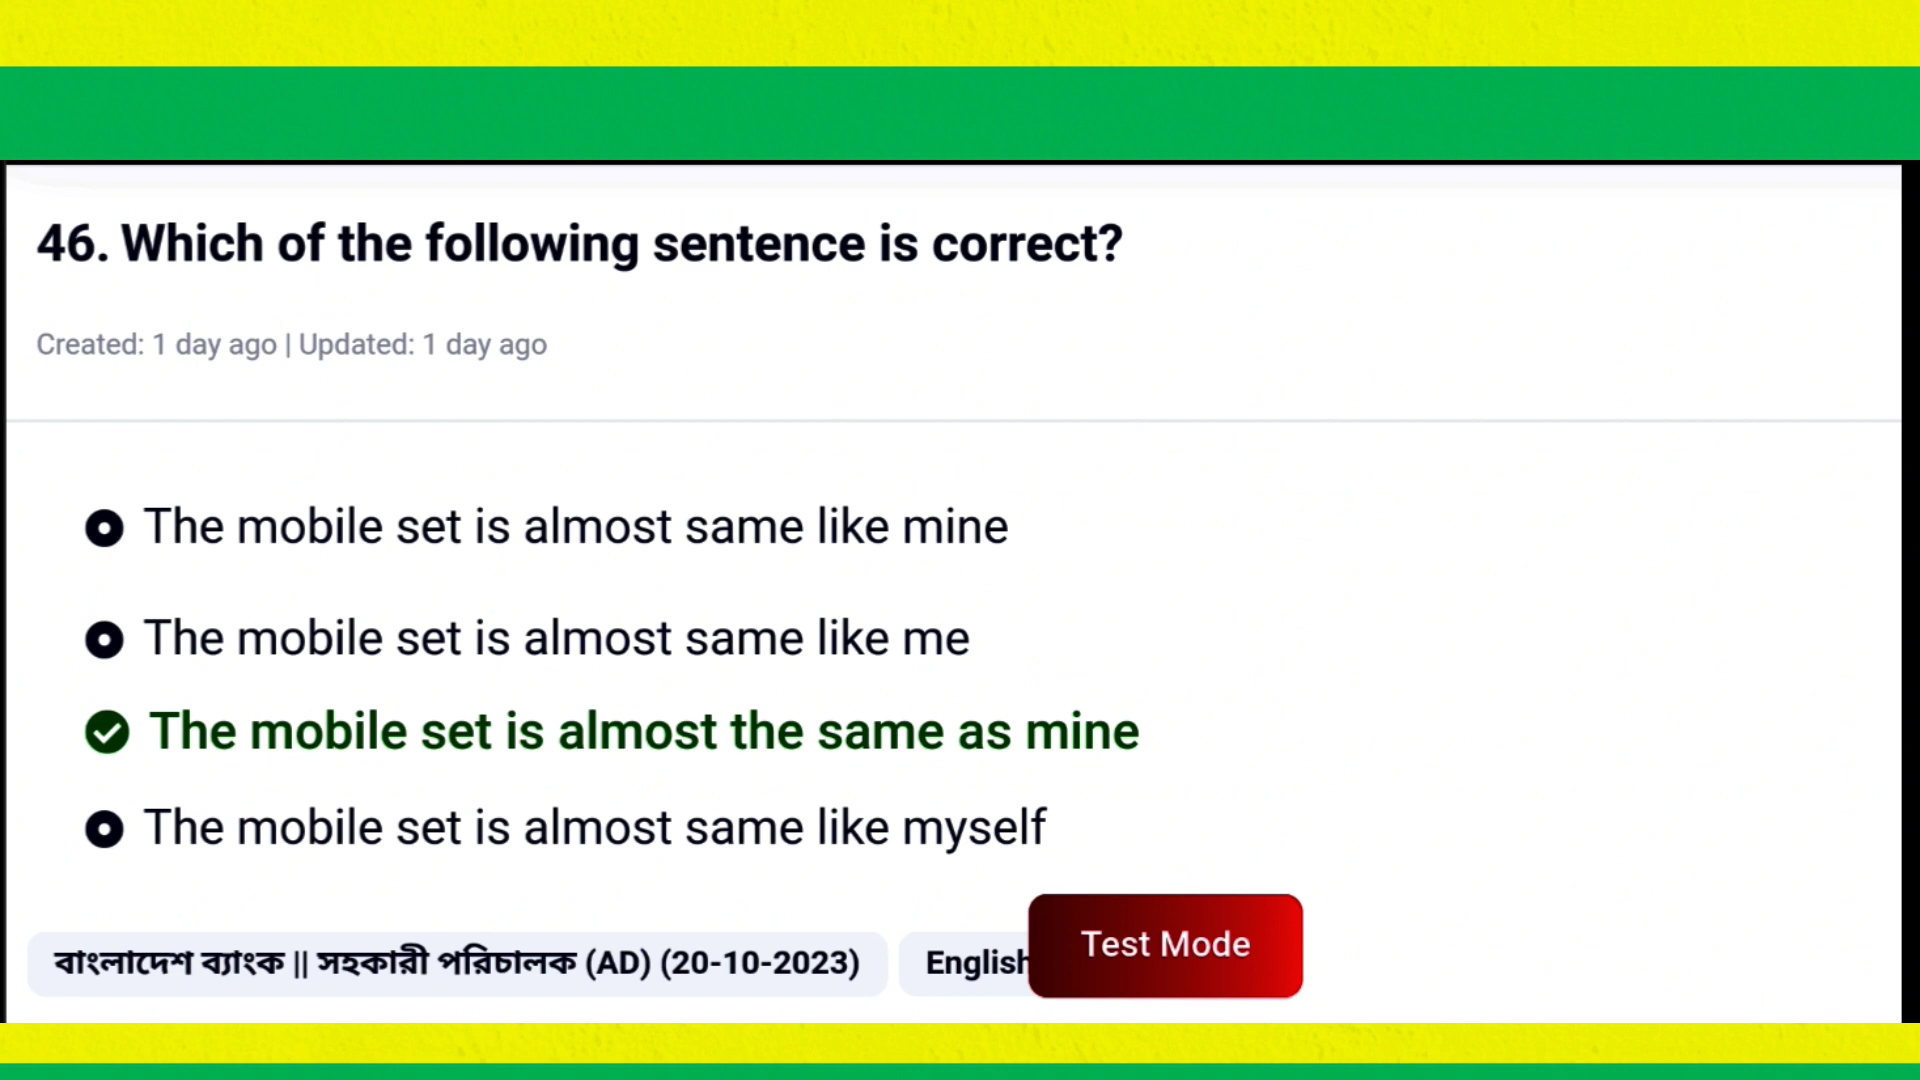 46. Which of the following sentence is correct?
Created: 1 day ago | Updated: 1 day ago
The mobile set is almost same like mine
The mobile set is almost same like me
The mobile set is almost the same as mine
The mobile set is almost same like myself
বাংলাদেশ ব্যাংক || সহকারী পরিচালক (AD) (20-10-2023) English Test Mode